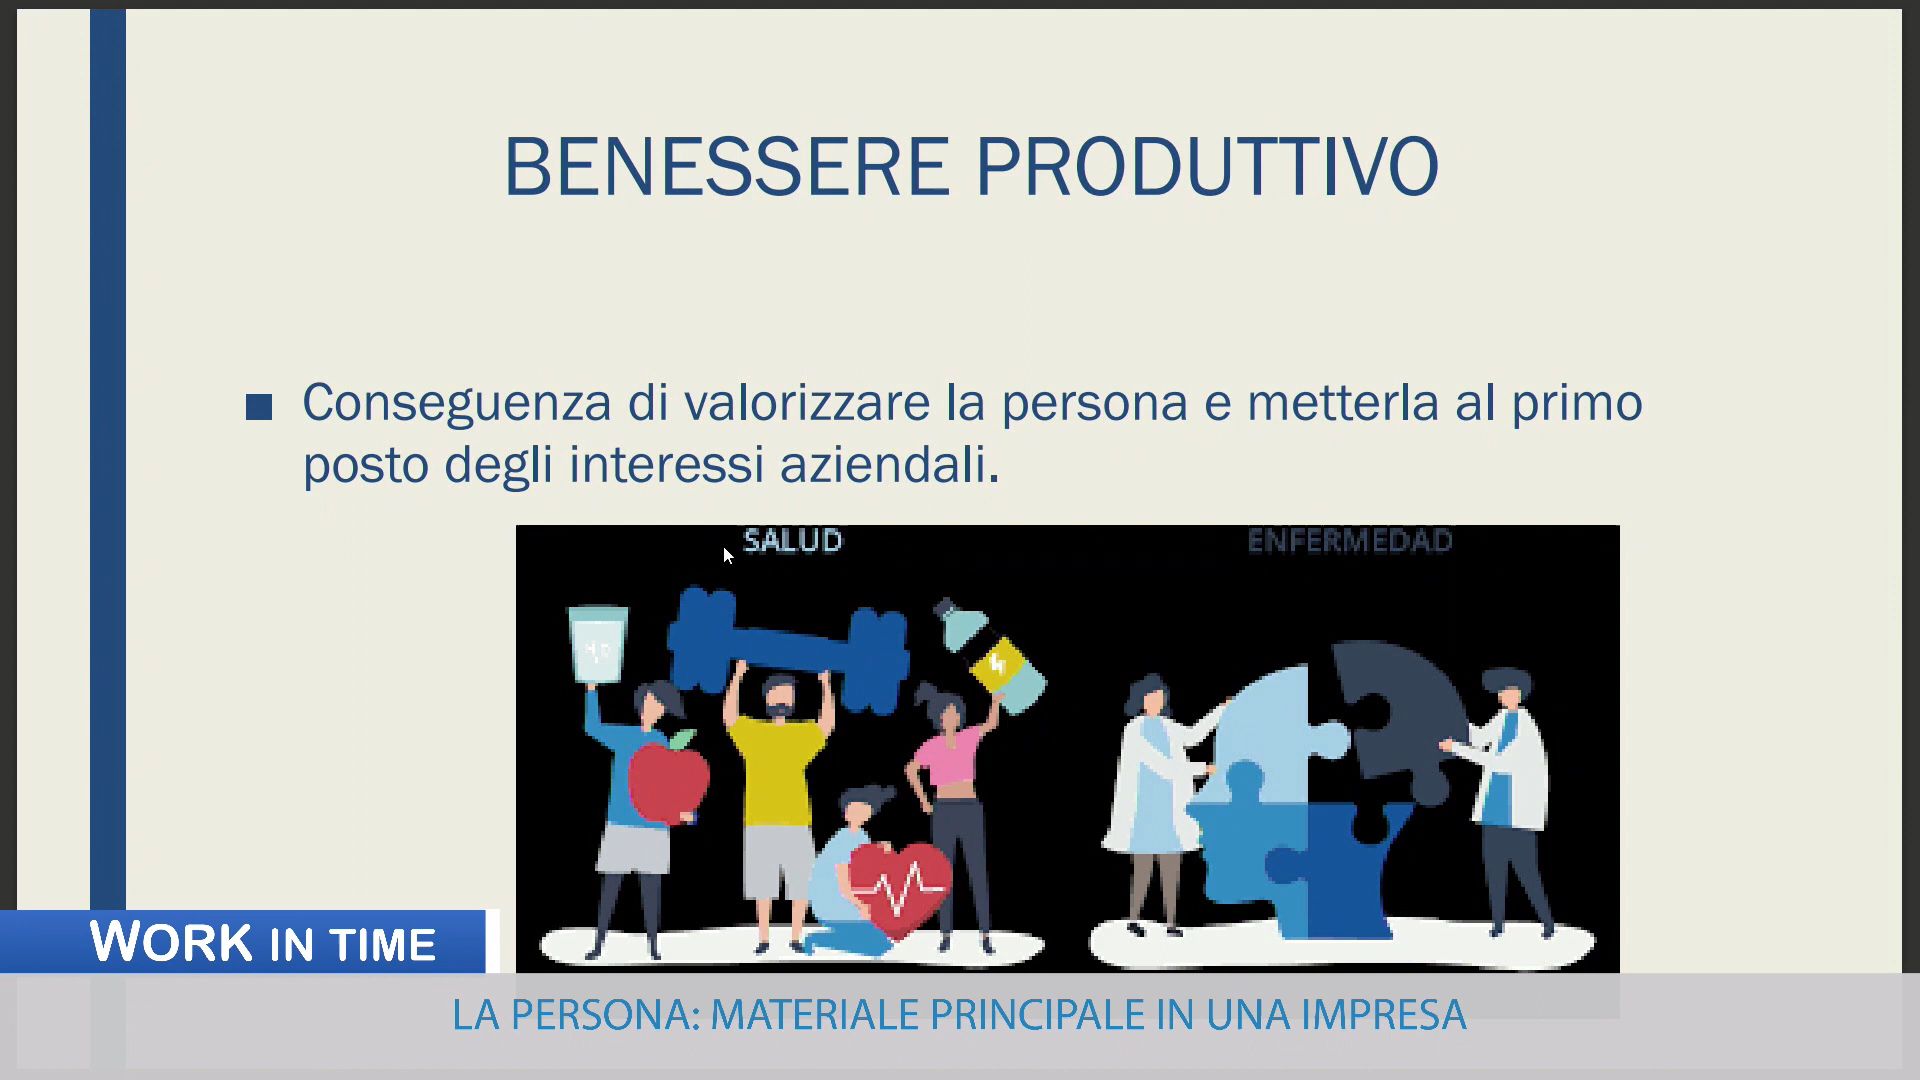 BENESSERE PRODUTTIVO
Conseguenza di valorizzare la persona e metterla al primo
posto degli interessi aziendali.
SALUD
ENFERMEDAD
WORK IN TIME
LA PERSONA: MATERIALE PRINCIPALE IN UNA IMPRESA